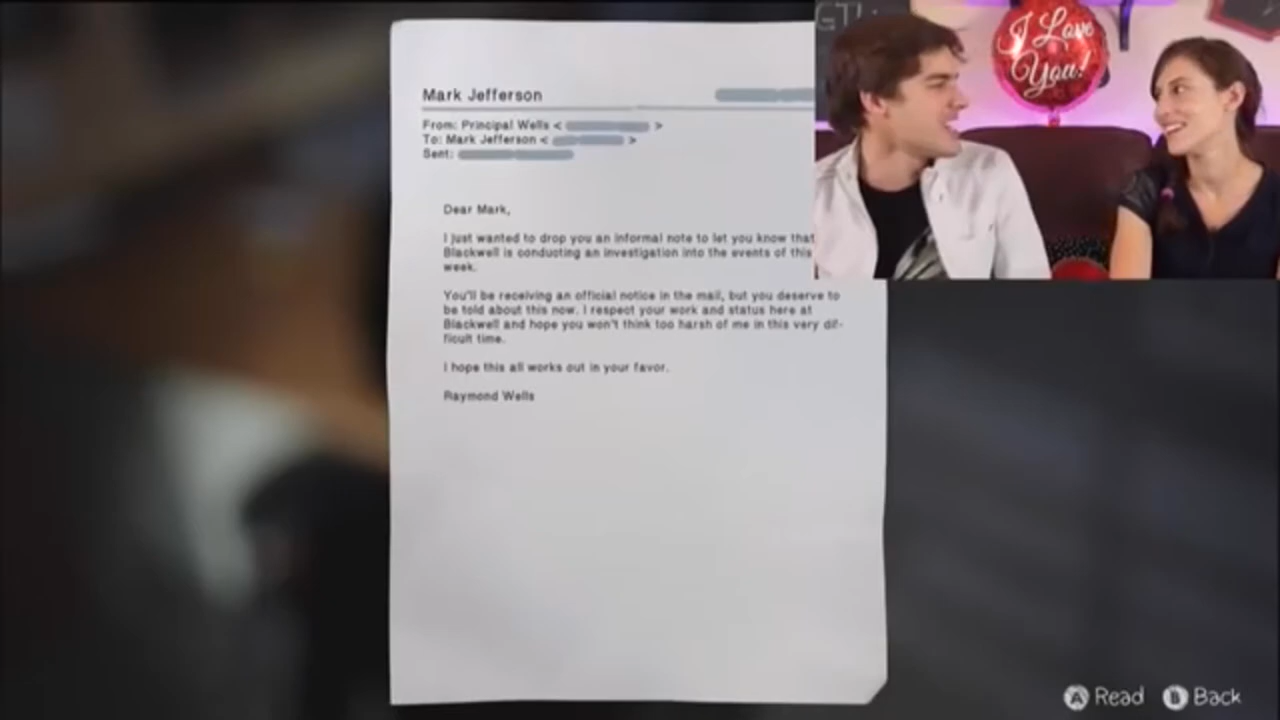 Mark Jefferson
From: Principal Wells < >
To: Mark Jefferson < >
Sent:
Dear Mark,
I just wanted to drop you an informal note to let you know that
Blackwell is conducting an investigation into the events of this
week.
You'll be receiving an official notice in the mail, but you deserve to
be told about this now. I respect your work and status here at
Blackwell and hope you won't think too harsh of me in this very dif-
ficult time.
I hope this all works out in your favor.
Raymond Wells
I Love
You!
A Read B Back